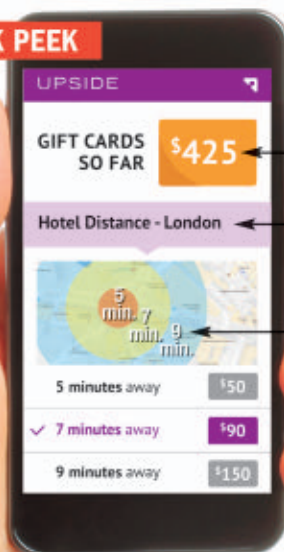 K PEEK
UPSIDE
GIFT CARDS
SO FAR
$425
Hotel Distance - London
5
min.
7
min.
9
min.
5 minutes away
$50
✓ 7 minutes away
$90
9 minutes away
$150